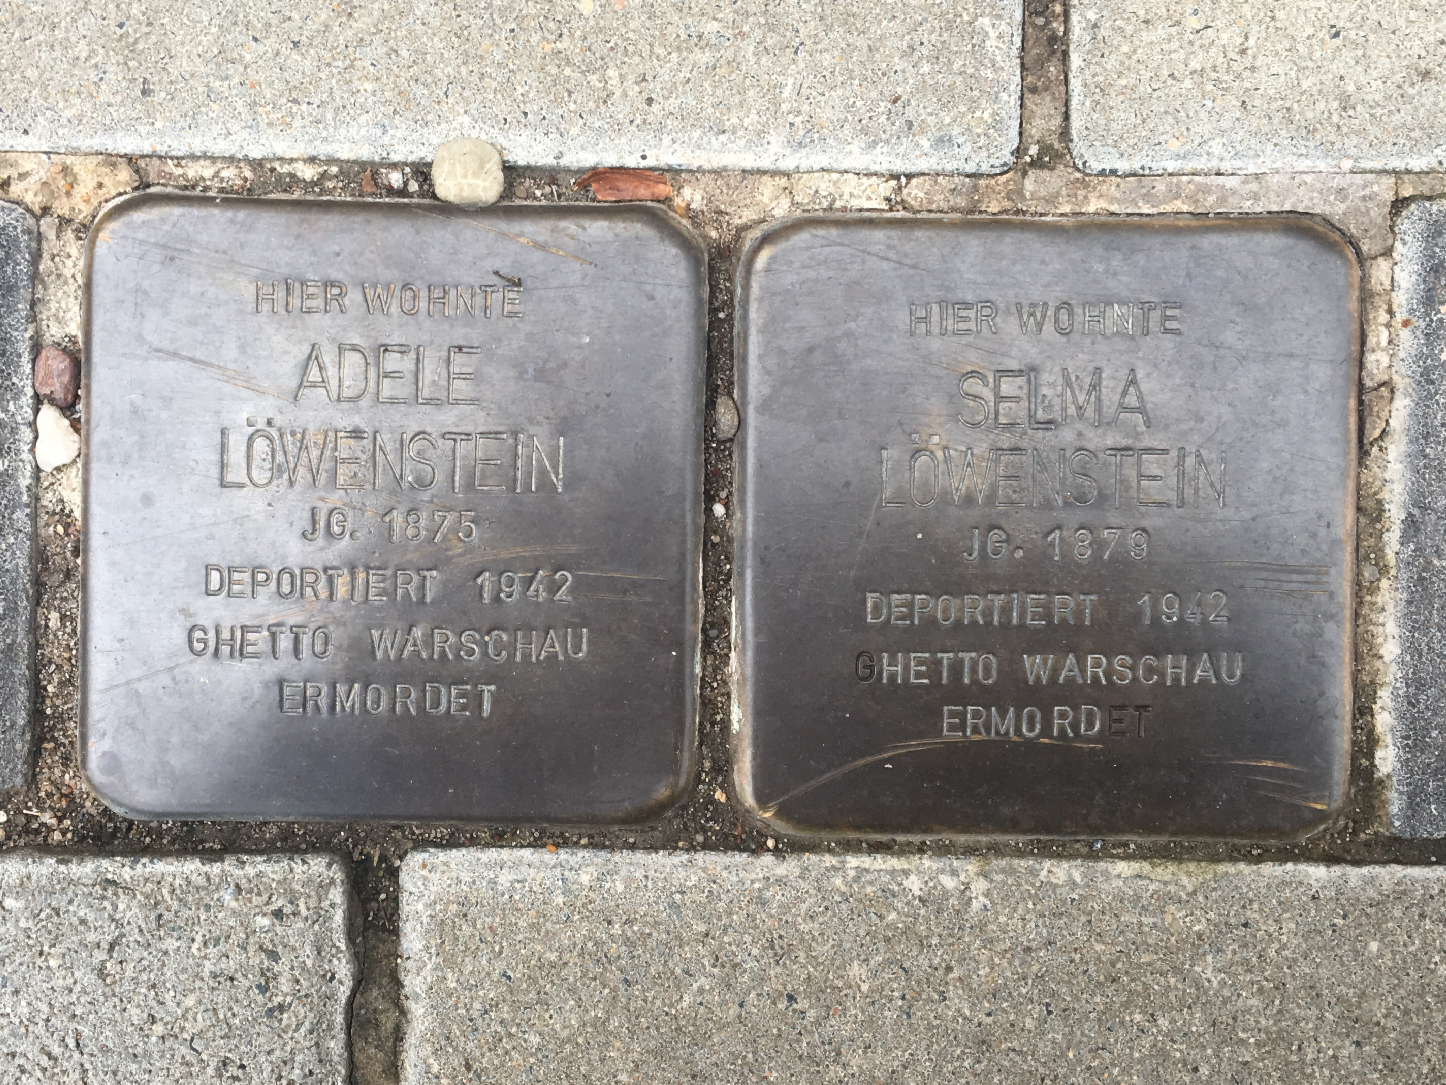 HIER WOHNTE
ADELE
LÖWENSTEIN
JG. 1875
DEPORTIERT 1942
GHETTO WARSCHAU
ERMORDET
HIER WOHNTE
SELMA
LÖWENSTEIN
JG. 1879
DEPORTIERT 1942
GHETTO WARSCHAU
ERMORDET